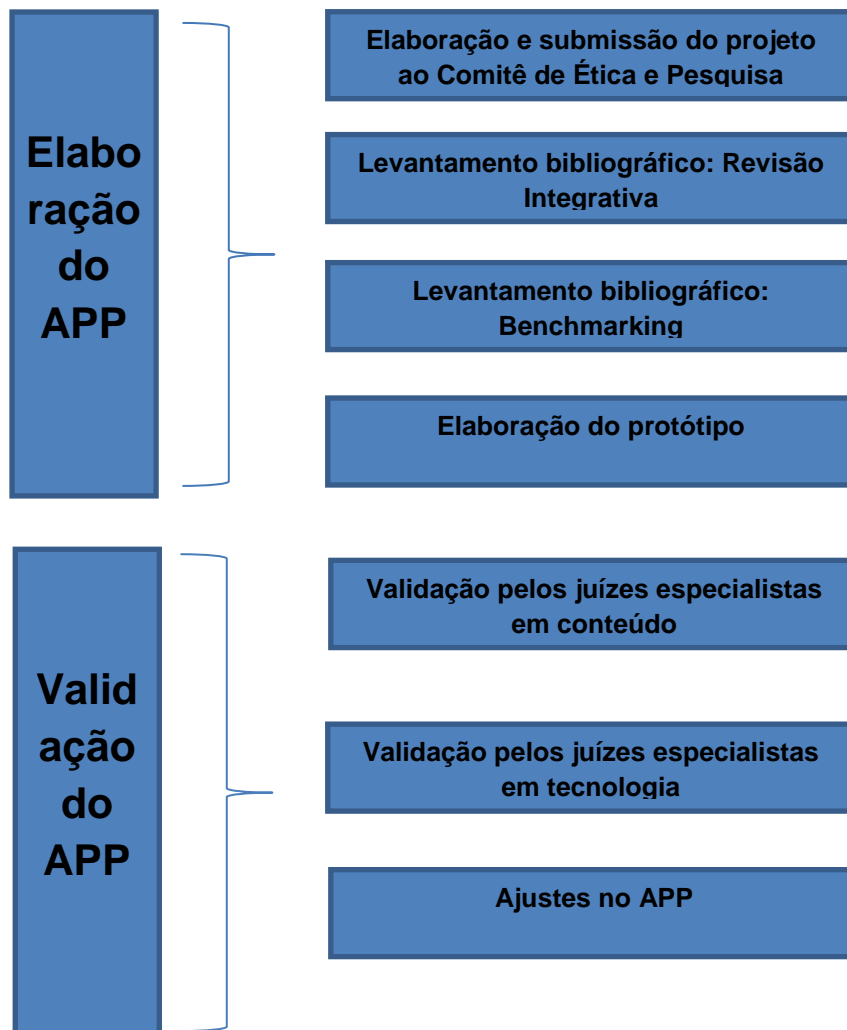 Elabo
ração
do
APP
Elaboração e submissão do projeto
ao Comitê de Ética e Pesquisa
Levantamento bibliográfico: Revisão
Integrativa
Levantamento bibliográfico:
Benchmarking
Elaboração do protótipo
Valid
ação
do
APP
Validação pelos juízes especialistas
em conteúdo
Validação pelos juízes especialistas
em tecnologia
Ajustes no APP